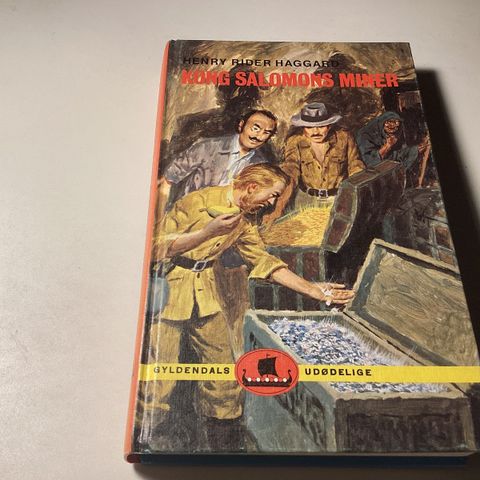 HENRY RIDER HAGGARD
KONG SALOMONS MINER
GYLDENDALS UDØDELIGE